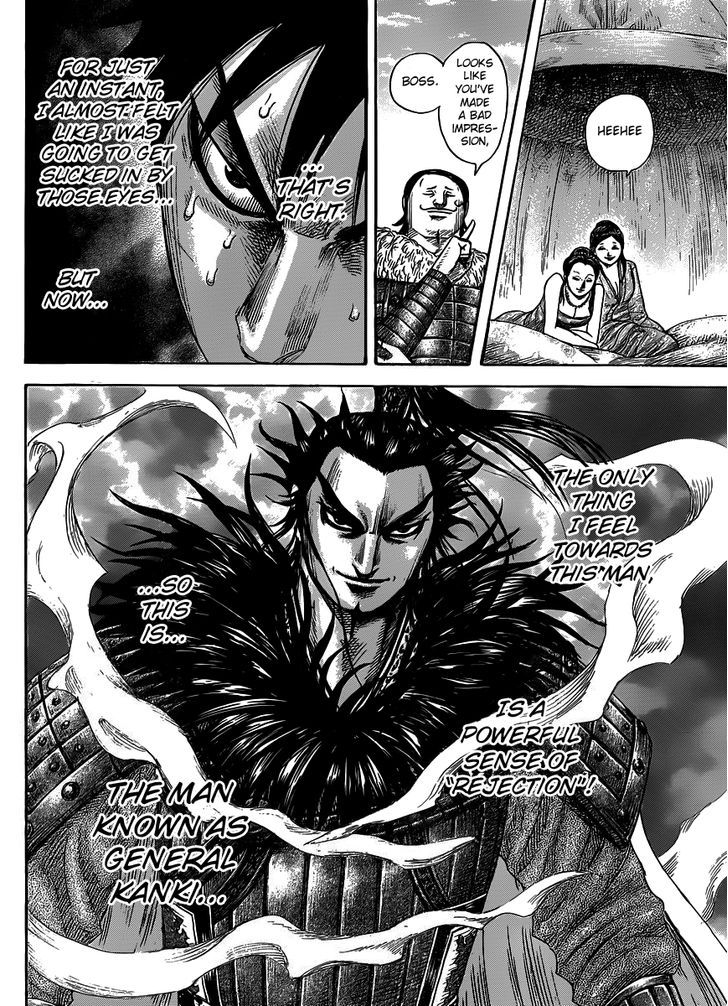 HEEHEE
LOOKS
LIKE
YOU'VE
MADE
A BAD
IMPRES-
SION,
BOSS.
...
THAT'S
RIGHT.
FOR JUST
AN INSTANT,
I ALMOST FELT
LIKE I WAS
GOING TO GET
SUCKED IN BY
THOSE EYES...
BUT
NOW...
THE ONLY
THING
I FEEL
TOWARDS
THIS MAN,
IS A
POWERFUL
SENSE OF
"REJECTION"!
...SO
THIS
IS...
THE MAN
KNOWN AS
GENERAL
KANKI...